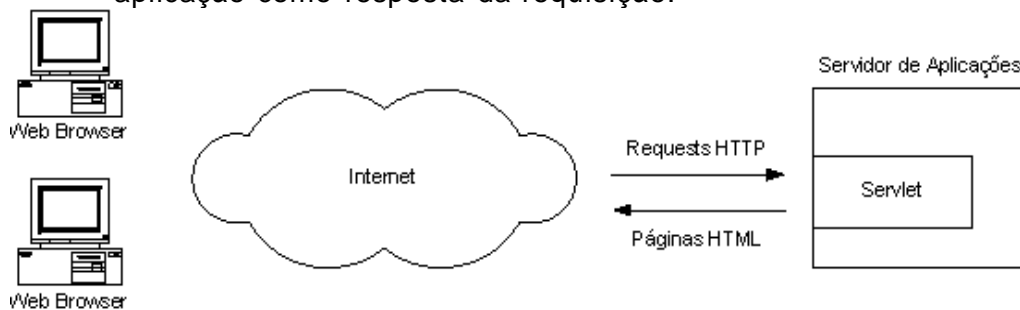 aplicação como resposta da requisição.
Servidor de Aplicações
Web Browser
Requests HTTP
Internet
Servlet
Páginas HTML
Web Browser